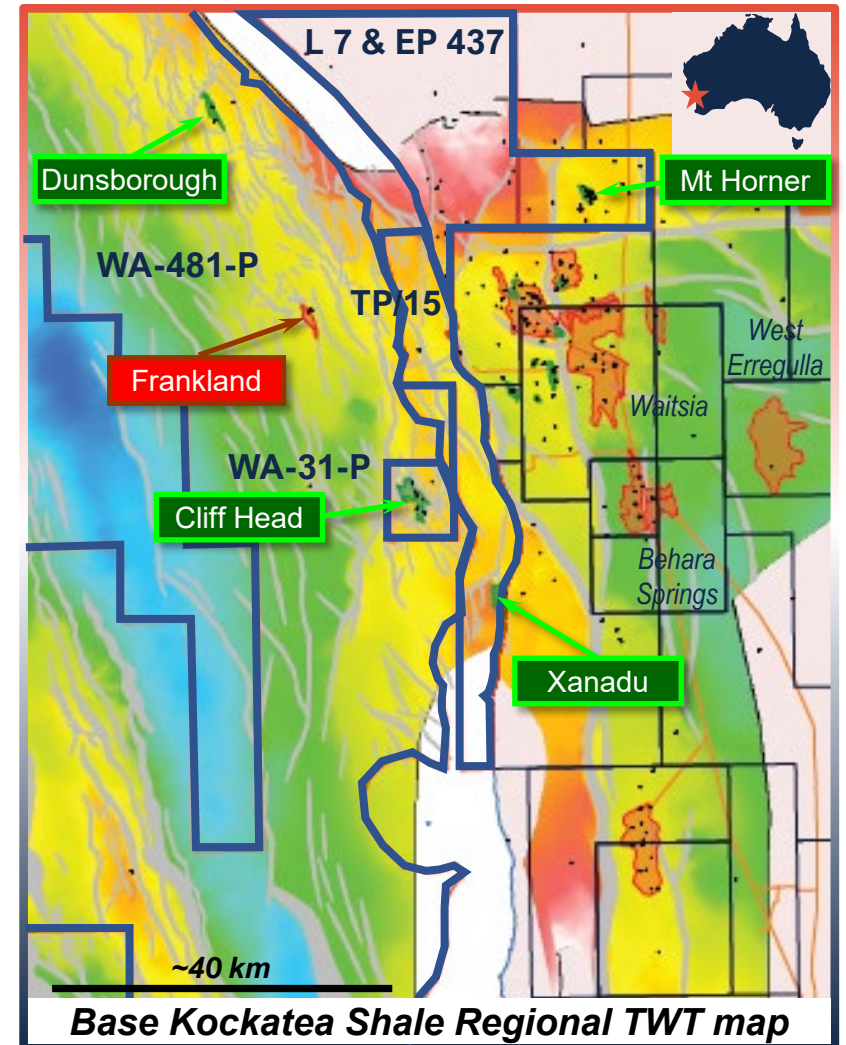 L 7 & EP 437
Dunsborough
Mt Horner
WA-481-P
TP/15
West
Erregulla
Frankland
Waitsia
WA-31-P
Cliff Head
Behara
Springs
Xanadu
~40 km
Base Kockatea Shale Regional TWT map